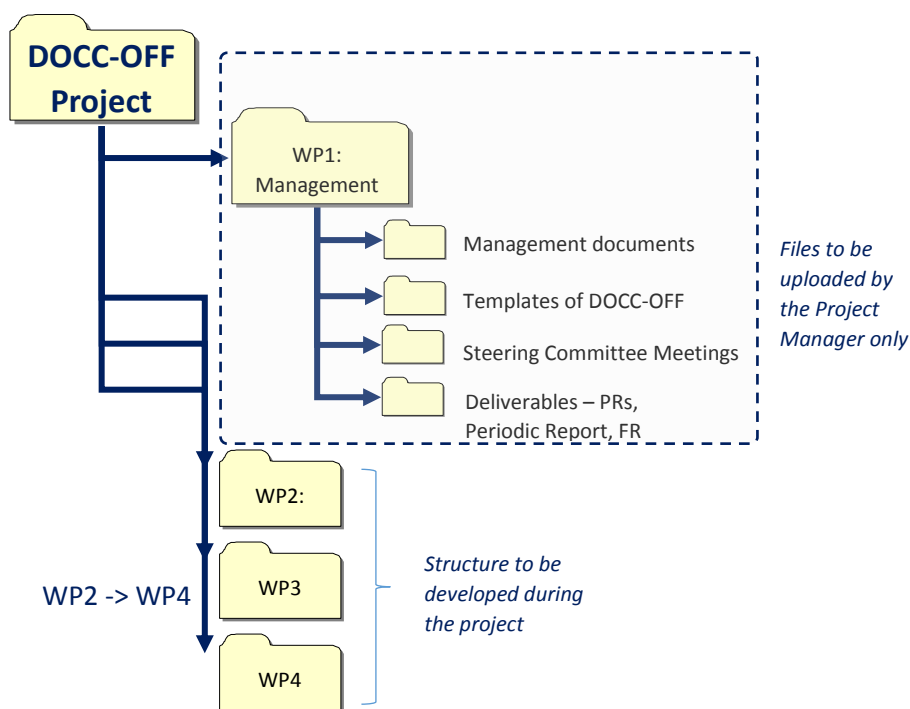 DOCC-OFF
Project
WP1:
Management
Management documents
Templates of DOCC-OFF
Steering Committee Meetings
Deliverables – PRs,
Periodic Report, FR
Files to be
uploaded by
the Project
Manager only
WP2:
WP3
WP4
WP2 -> WP4
Structure to be
developed during
the project